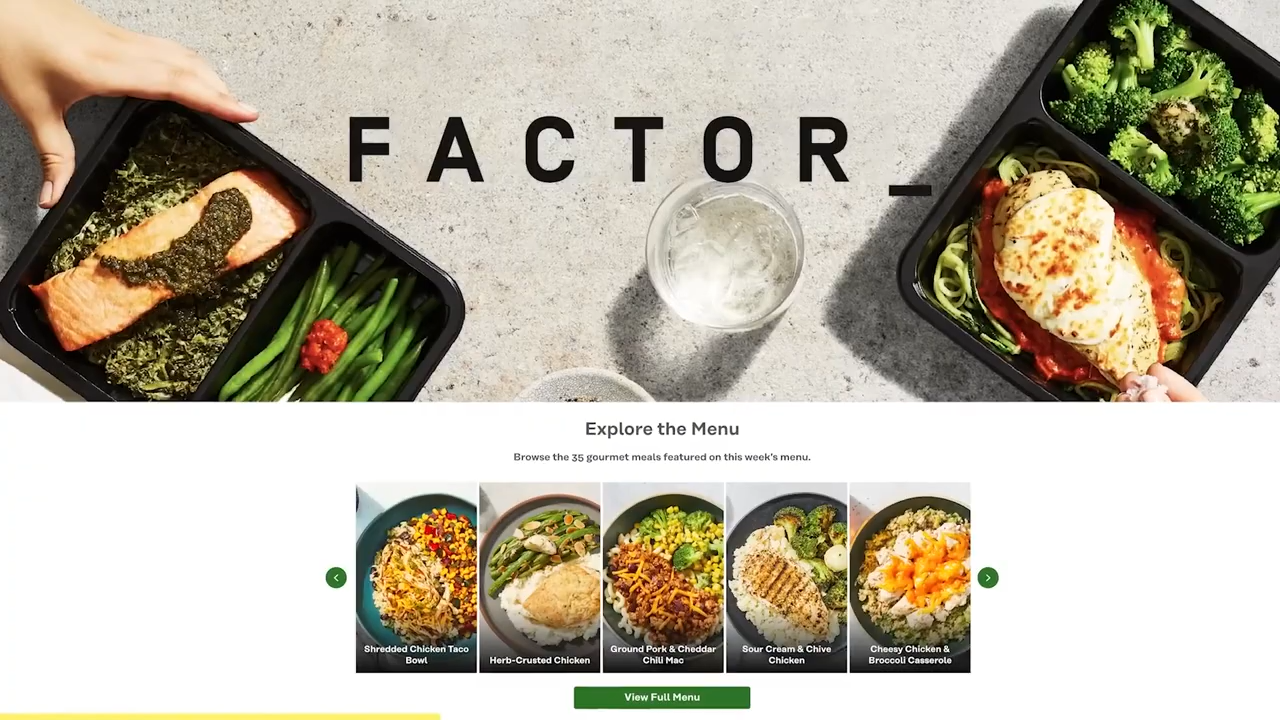 FACTOR_
Explore the Menu
Browse the 35 gourmet meals featured on this week's menu.
Shredded Chicken Taco
Bowl
Herb-Crusted Chicken
Ground Pork & Cheddar
Chili Mac
Sour Cream & Chive
Chicken
Cheesy Chicken &
Broccoli Casserole
View Full Menu